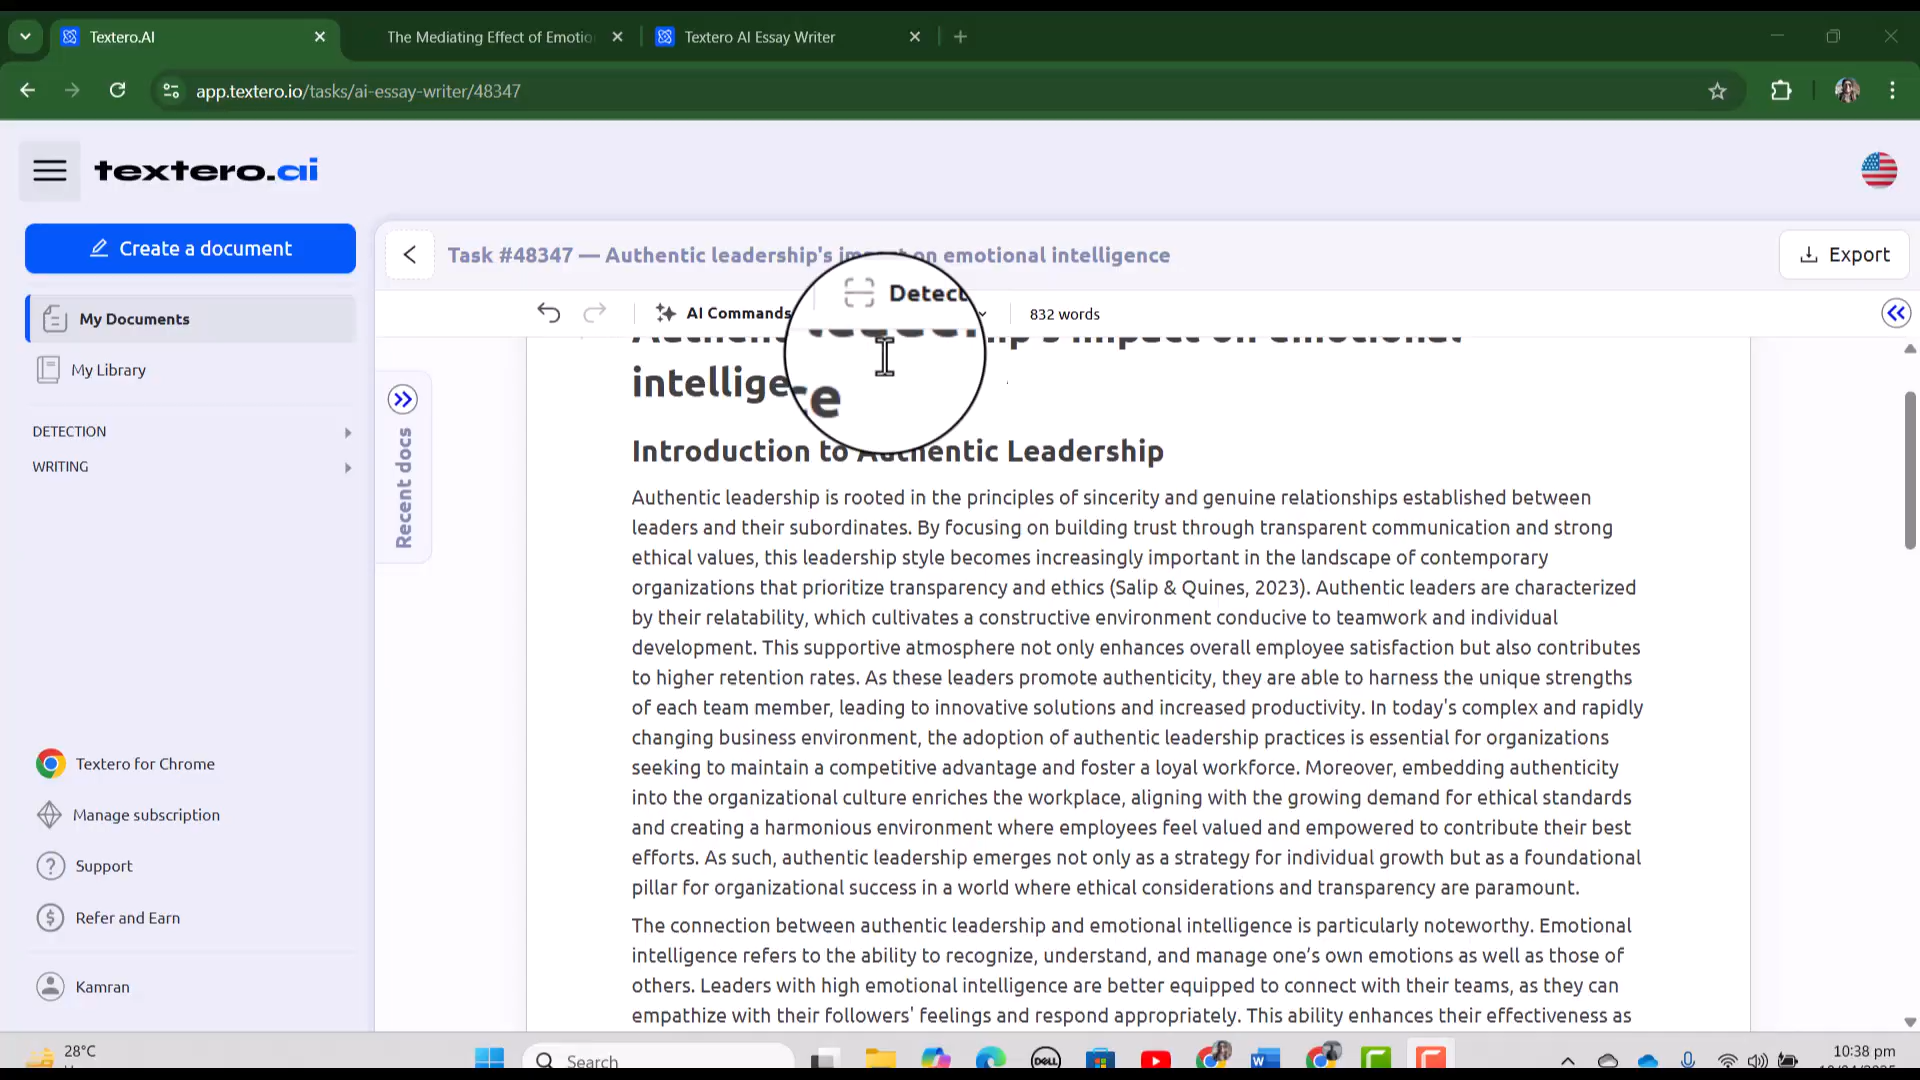 Textero.AI
The Mediating Effect of Emotio
Textero AI Essay Writer
app.textero.io/tasks/ai-essay-writer/48347
textero.ai
Create a document
My Documents
My Library
DETECTION
WRITING
Textero for Chrome
Manage subscription
Support
Refer and Earn
Kamran
Recent docs
Task #48347 — Authentic leadership's impact on emotional intelligence
Export
AI Commands
Detect
832 words
Authentic leadership's impact on emotional
intelligence
Introduction to Authentic Leadership
Authentic leadership is rooted in the principles of sincerity and genuine relationships established between
leaders and their subordinates. By focusing on building trust through transparent communication and strong
ethical values, this leadership style becomes increasingly important in the landscape of contemporary
organizations that prioritize transparency and ethics (Salip & Quines, 2023). Authentic leaders are characterized
by their relatability, which cultivates a constructive environment conducive to teamwork and individual
development. This supportive atmosphere not only enhances overall employee satisfaction but also contributes
to higher retention rates. As these leaders promote authenticity, they are able to harness the unique strengths
of each team member, leading to innovative solutions and increased productivity. In today's complex and rapidly
changing business environment, the adoption of authentic leadership practices is essential for organizations
seeking to maintain a competitive advantage and foster a loyal workforce. Moreover, embedding authenticity
into the organizational culture enriches the workplace, aligning with the growing demand for ethical standards
and creating a harmonious environment where employees feel valued and empowered to contribute their best
efforts. As such, authentic leadership emerges not only as a strategy for individual growth but as a foundational
pillar for organizational success in a world where ethical considerations and transparency are paramount.
The connection between authentic leadership and emotional intelligence is particularly noteworthy. Emotional
intelligence refers to the ability to recognize, understand, and manage one’s own emotions as well as those of
others. Leaders with high emotional intelligence are better equipped to connect with their teams, as they can
empathize with their followers' feelings and respond appropriately. This ability enhances their effectiveness as
28°C
Search
DELL
10:38 pm